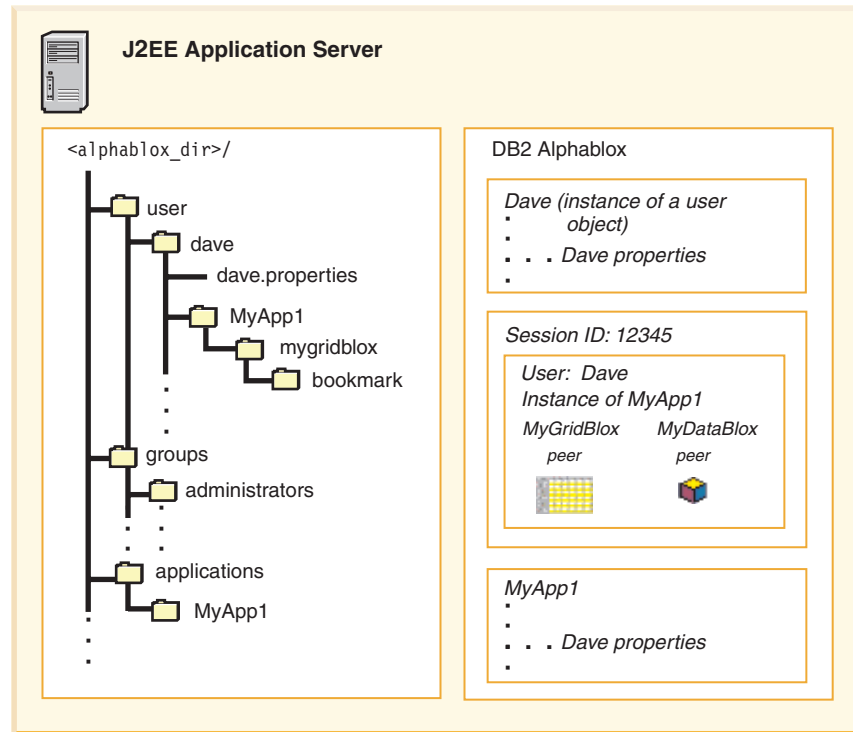 J2EE Application Server
<alphablox_dir>/
user
dave
dave.properties
MyApp1
mygridblox
bookmark
groups
administrators
applications
MyApp1
DB2 Alphablox
Dave (instance of a user
object)
Dave properties
Session ID: 12345
User: Dave
Instance of MyApp1
MyGridBlox MyDataBlox
peer peer
MyApp1
Dave properties